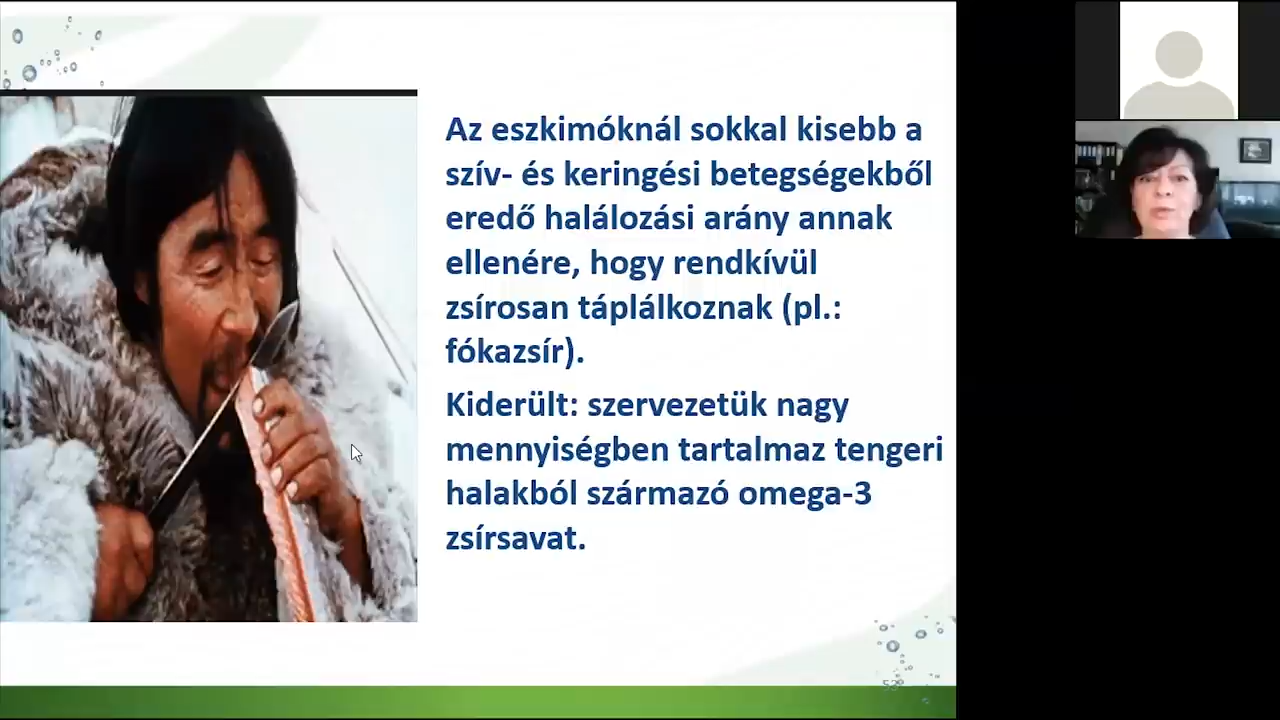 Az eszkimóknál sokkal kisebb a
szív- és keringési betegségekből
eredő halálozási arány annak
ellenére, hogy rendkívül
zsírosan táplálkoznak (pl.:
fókazsír).
Kiderült: szervezetük nagy
mennyiségben tartalmaz tengeri
halakból származó omega-3
zsírsavat.